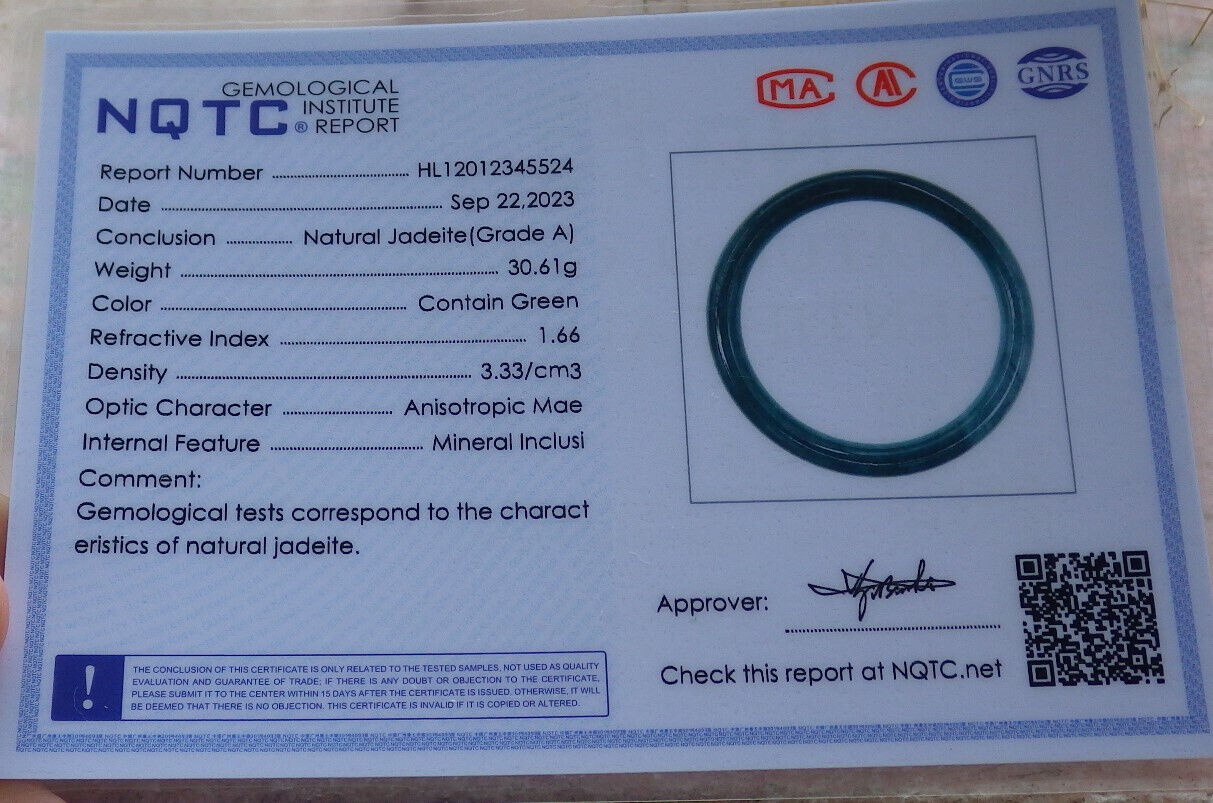 GEMOLOGICAL
NQTC® INSTITUTE
REPORT
MA
GNRS
Report Number ........ HL12012345524
Date ........ Sep 22,2023
Conclusion ........ Natural Jadeite(Grade A)
Weight ........ 30.61g
Color ........ Contain Green
Refractive Index ........ 1.66
Density ........ 3.33/cm3
Optic Character ........ Anisotropic Mae
Internal Feature ........ Mineral Inclusi
Comment:
Gemological tests correspond to the charact
eristics of natural jadeite.
Approver:
Check this report at NQTC.net
! THE CONCLUSION OF THIS CERTIFICATE IS ONLY RELATED TO THE TESTED SAMPLES, NOT USED AS QUALITY
EVALUATION AND GUARANTEE OF TRADE; IF THERE IS ANY DOUBT OR OBJECTION TO THE CERTIFICATE,
PLEASE SUBMIT IT TO THE CENTER WITHIN 15 DAYS AFTER THE CERTIFICATE IS ISSUED. OTHERWISE, IT WILL
BE DEEMED THAT THERE IS NO OBJECTION. THIS CERTIFICATE IS INVALID IF IT IS COPIED OR ALTERED.